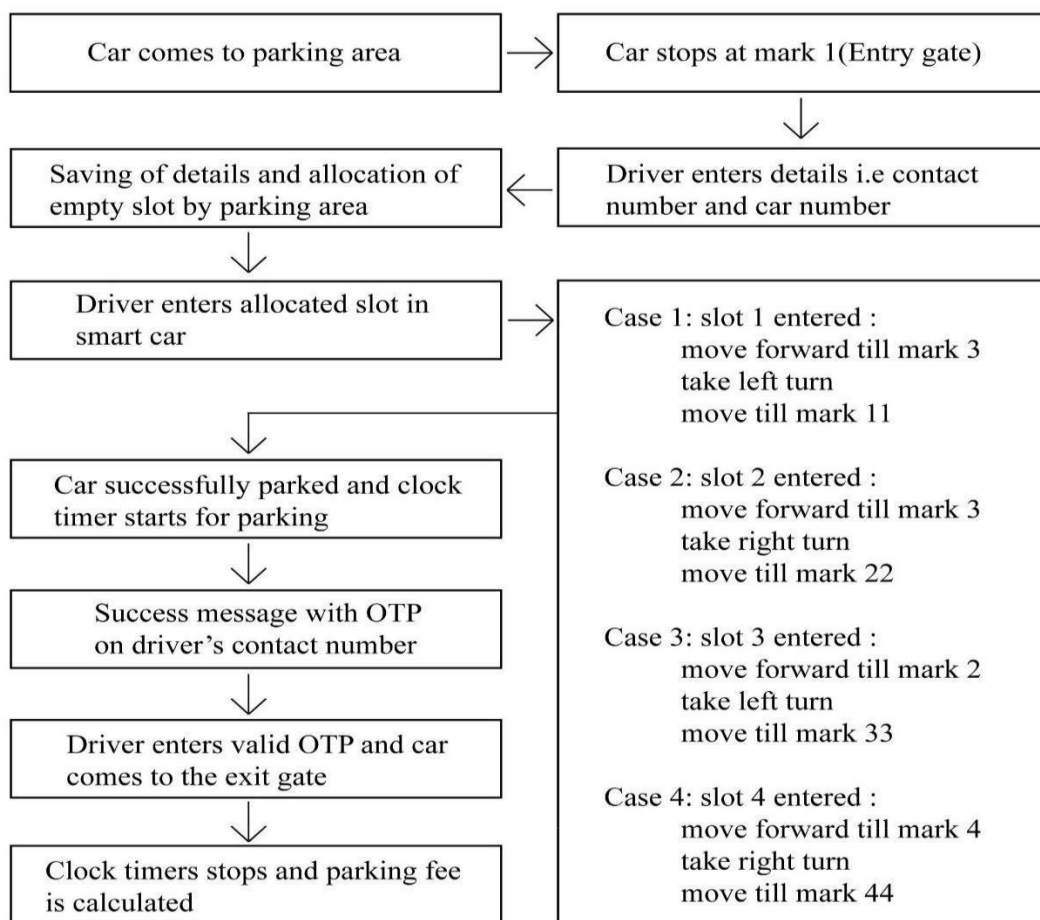 Car comes to parking area
Car stops at mark 1(Entry gate)
Driver enters details i.e contact
number and car number
Saving of details and allocation of
empty slot by parking area
Driver enters allocated slot in
smart car
Case 1: slot 1 entered :
move forward till mark 3
take left turn
move till mark 11
Case 2: slot 2 entered :
move forward till mark 3
take right turn
move till mark 22
Case 3: slot 3 entered :
move forward till mark 2
take left turn
move till mark 33
Case 4: slot 4 entered :
move forward till mark 4
take right turn
move till mark 44
Car successfully parked and clock
timer starts for parking
Success message with OTP
on driver’s contact number
Driver enters valid OTP and car
comes to the exit gate
Clock timers stops and parking fee
is calculated